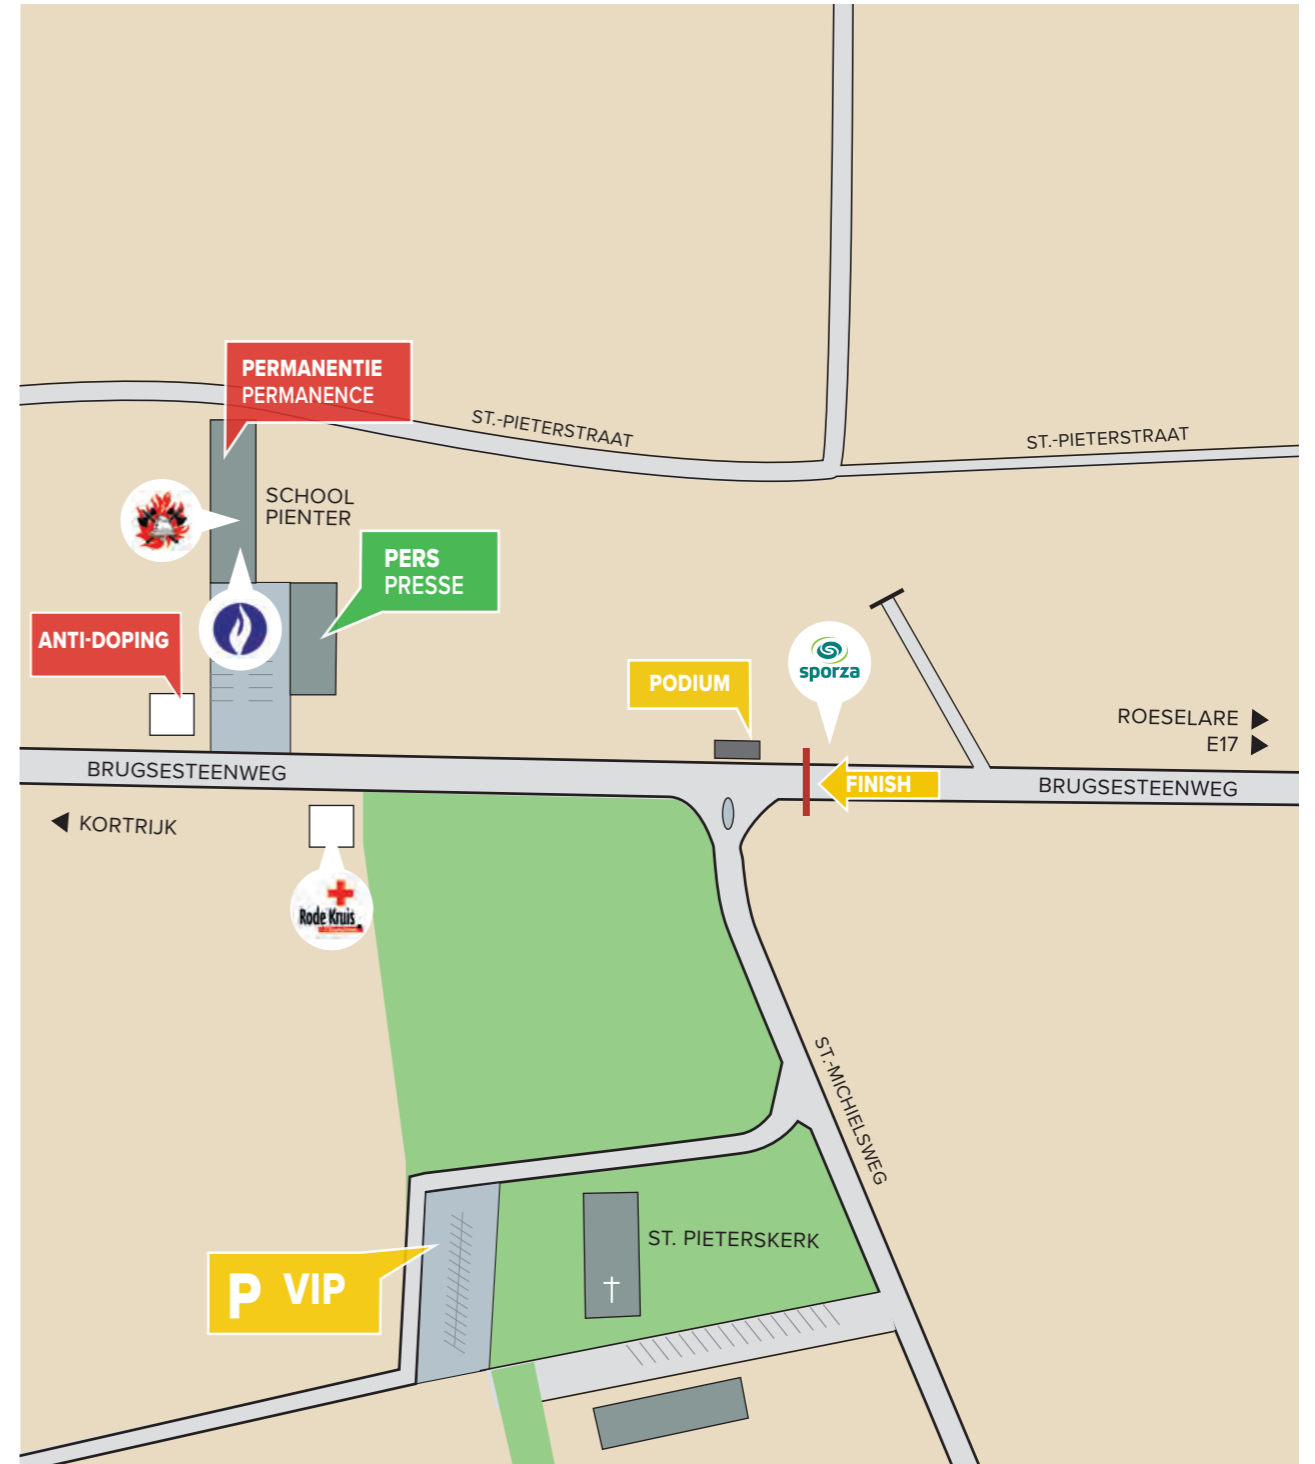 PERMANENTIE
PERMANENCE
ST.-PIETERSTRAAT
ST.-PIETERSTRAAT
SCHOOL
PIENTER
PERS
PRESSE
ANTI-DOPING
PODIUM
sporza
ROESELARE
E17
BRUGSESTEENWEG
FINISH
BRUGSESTEENWEG
KORTRIJK
Rode Kruis
ST.-MICHIELSWEG
ST. PIETERSKERK
P VIP